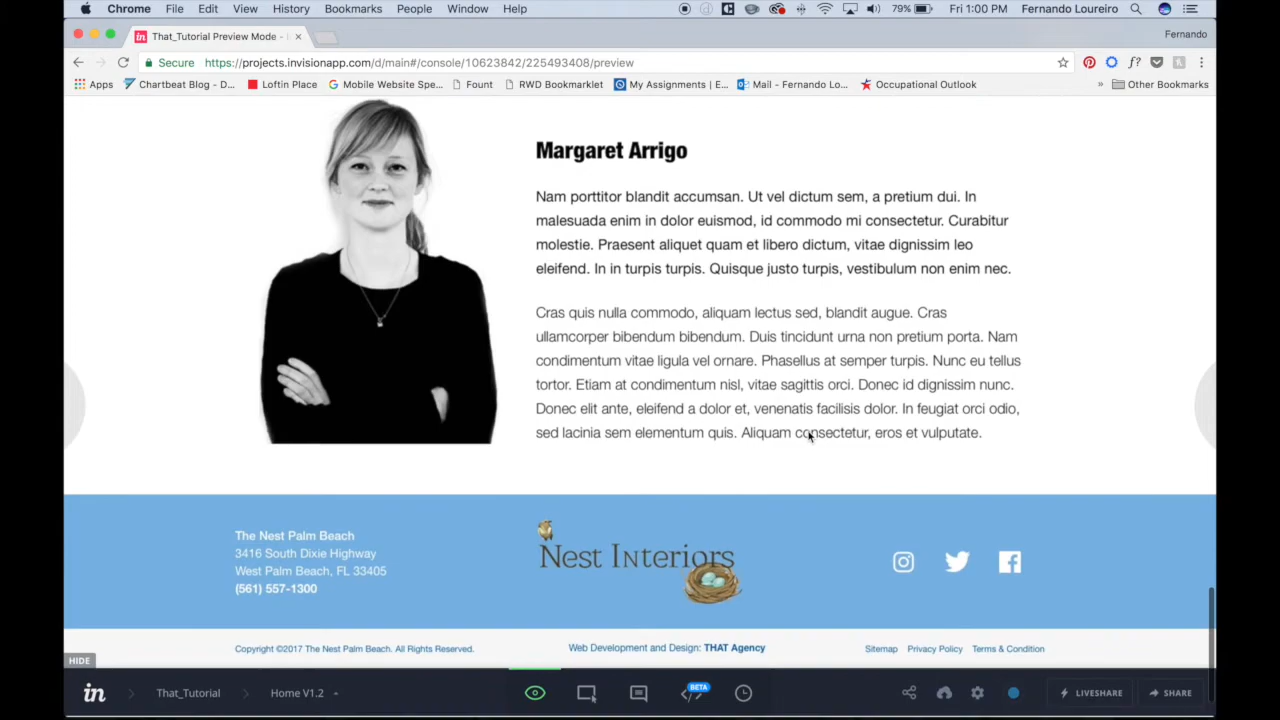 Chrome File Edit View History Bookmarks People Window Help 79% Fri 1:00 PM Fernando Loureiro
in That_Tutorial Preview Mode - Fernando
Secure https://projects.invisionapp.com/d/main#/console/10623842/225493408/preview
Apps Chartbeat Blog - D... Loftin Place Mobile Website Spe... Fount RWD Bookmarklet My Assignments | E... Mail - Fernando Lo... Occupational Outlook » Other Bookmarks
Margaret Arrigo
Nam porttitor blandit accumsan. Ut vel dictum sem, a pretium dui. In
malesuada enim in dolor euismod, id commodo mi consectetur. Curabitur
molestie. Praesent aliquet quam et libero dictum, vitae dignissim leo
eleifend. In in turpis turpis. Quisque justo turpis, vestibulum non enim nec.
Cras quis nulla commodo, aliquam lectus sed, blandit augue. Cras
ullamcorper bibendum bibendum. Duis tincidunt urna non pretium porta. Nam
condimentum vitae ligula vel ornare. Phasellus at semper turpis. Nunc eu tellus
tortor. Etiam at condimentum nisl, vitae sagittis orci. Donec id dignissim nunc.
Donec elit ante, eleifend a dolor et, venenatis facilisis dolor. In feugiat orci odio,
sed lacinia sem elementum quis. Aliquam consectetur, eros et vulputate.
The Nest Palm Beach
3416 South Dixie Highway
West Palm Beach, FL 33405
(561) 557-1300
Nest Interiors
Copyright ©2017 The Nest Palm Beach. All Rights Reserved. Web Development and Design: THAT Agency Sitemap Privacy Policy Terms & Condition
HIDE
in That_Tutorial Home V1.2 BETA LIVESHARE SHARE